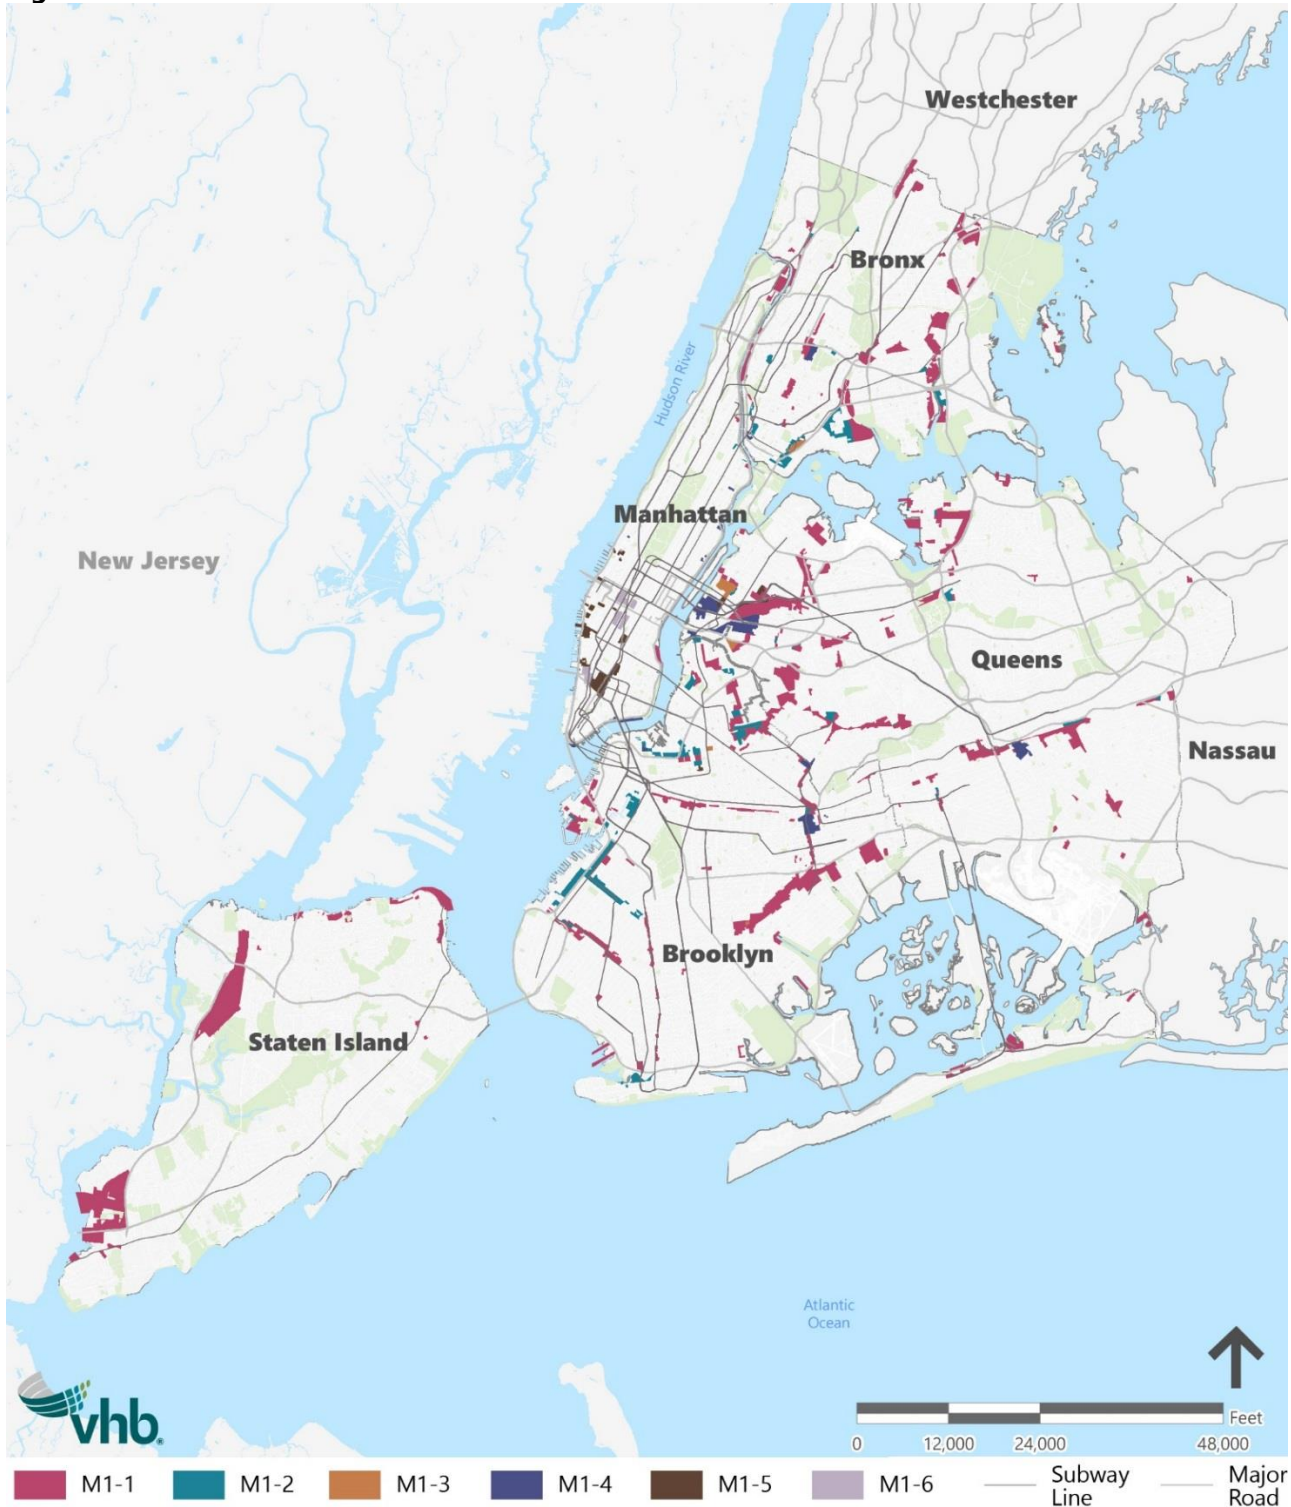 Westchester
Bronx
Hudson River
Manhattan
New Jersey
Queens
Nassau
Brooklyn
Staten Island
Atlantic
Ocean
vhb®
Feet
0 12,000 24,000 48,000
M1-1 M1-2 M1-3 M1-4 M1-5 M1-6 Subway Line Major Road